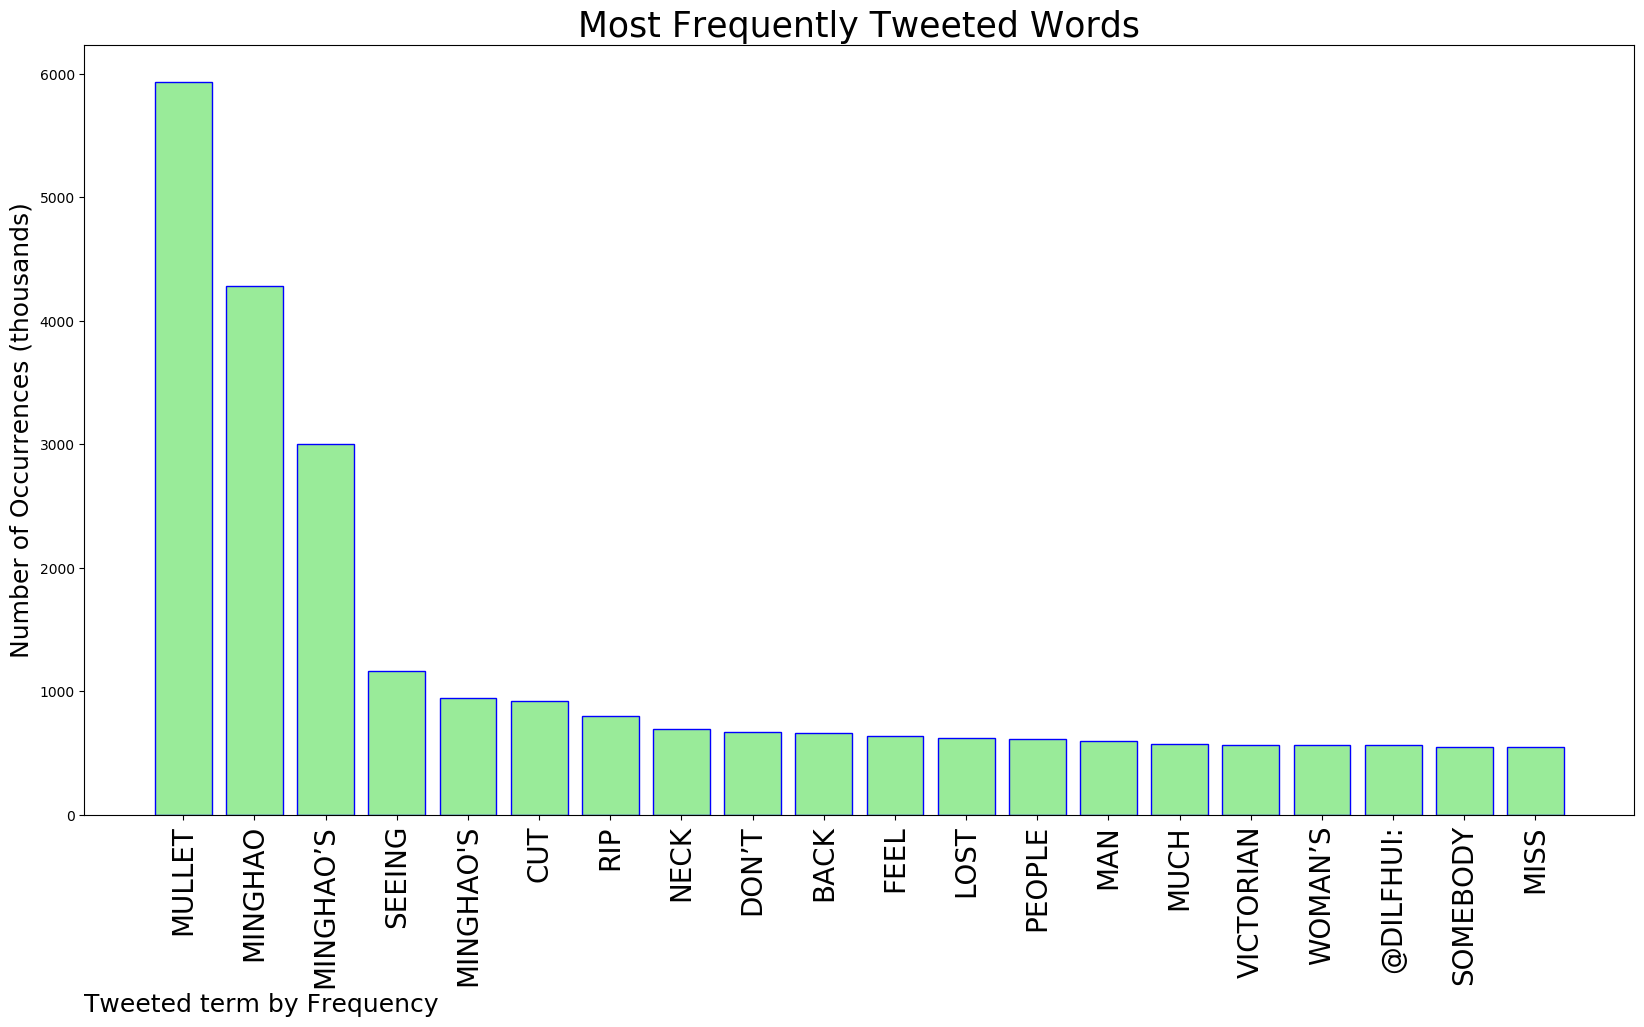 Most Frequently Tweeted Words
Number of Occurrences (thousands)
6000
5000
4000
3000
2000
1000
0
MULLET
MINGHAO
MINGHAO’S
SEEING
MINGHAO'S
CUT
RIP
NECK
DON’T
BACK
FEEL
LOST
PEOPLE
MAN
MUCH
VICTORIAN
WOMAN’S
@DILFHUI:
SOMEBODY
MISS
Tweeted term by Frequency